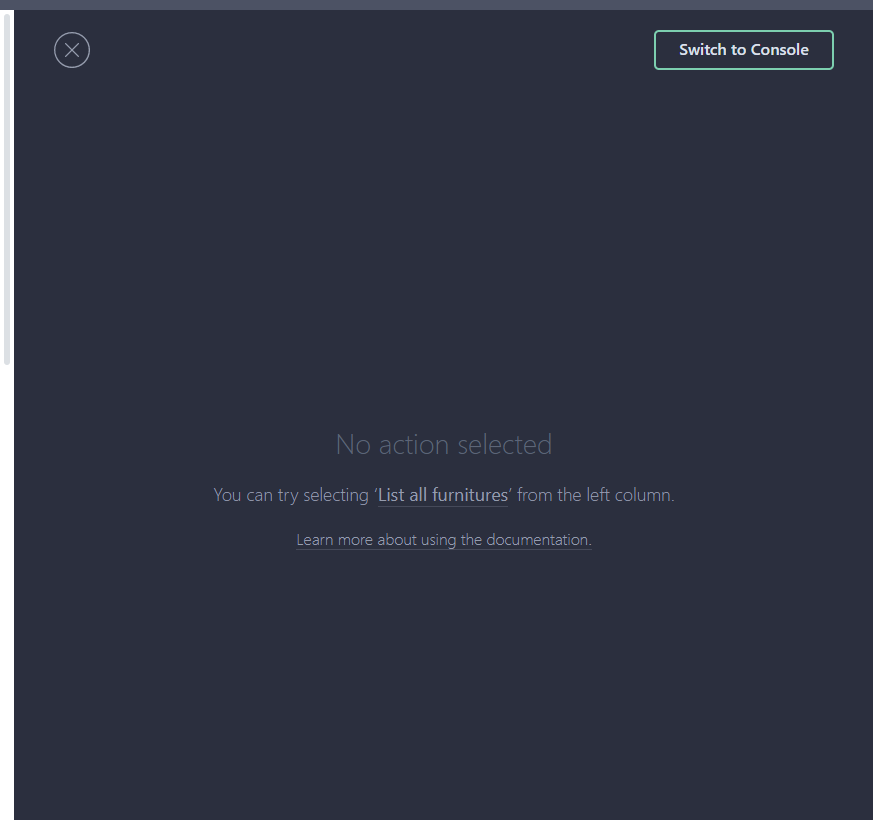 Switch to Console
No action selected
You can try selecting ‘List all furnitures’ from the left column.
Learn more about using the documentation.